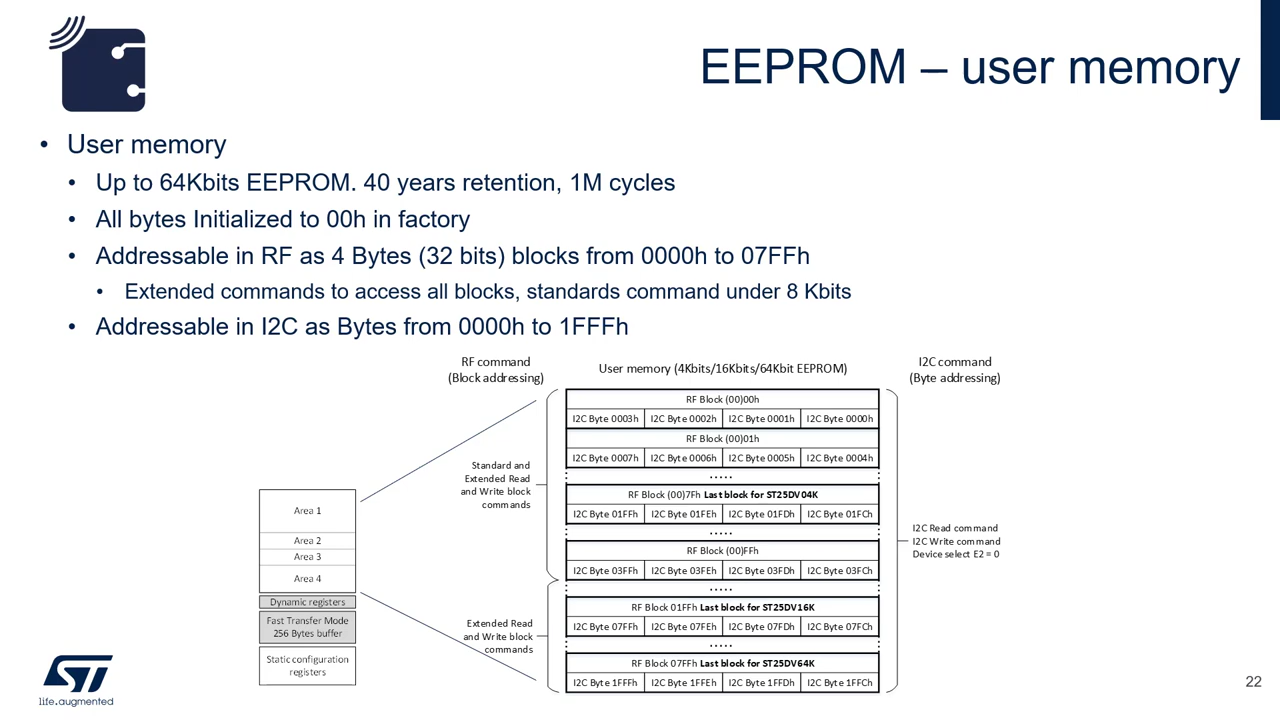 EEPROM – user memory
• User memory
• Up to 64Kbits EEPROM. 40 years retention, 1M cycles
• All bytes Initialized to 00h in factory
• Addressable in RF as 4 Bytes (32 bits) blocks from 0000h to 07FFh
• Extended commands to access all blocks, standards command under 8 Kbits
• Addressable in I2C as Bytes from 0000h to 1FFFh
RF command
(Block addressing)
User memory (4Kbits/16Kbits/64Kbit EEPROM)
I2C command
(Byte addressing)
RF Block (00)00h
I2C Byte 0003h I2C Byte 0002h I2C Byte 0001h I2C Byte 0000h
RF Block (00)01h
I2C Byte 0007h I2C Byte 0006h I2C Byte 0005h I2C Byte 0004h
.....
RF Block (00)7Fh Last block for ST25DV04K
I2C Byte 01FFh I2C Byte 01FEh I2C Byte 01FDh I2C Byte 01FCh
.....
RF Block (00)FFh
I2C Byte 03FFh I2C Byte 03FEh I2C Byte 03FDh I2C Byte 03FCh
.....
RF Block 01FFh Last block for ST25DV16K
I2C Byte 07FFh I2C Byte 07FEh I2C Byte 07FDh I2C Byte 07FCh
.....
RF Block 07FFh Last block for ST25DV64K
I2C Byte 1FFFh I2C Byte 1FFEh I2C Byte 1FFDh I2C Byte 1FFCh
Standard and
Extended Read
and Write block
commands
Extended Read
and Write block
commands
I2C Read command
I2C Write command
Device select E2 = 0
Area 1
Area 2
Area 3
Area 4
Dynamic registers
Fast Transfer Mode
256 Bytes buffer
Static configuration
registers
ST
life.augmented
22